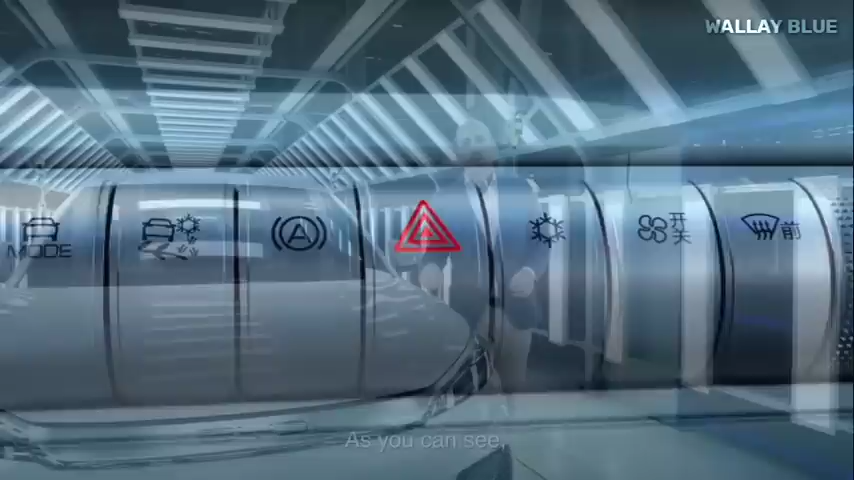 WALLAY BLUE
MODE
A
开
关
前
As you can see,